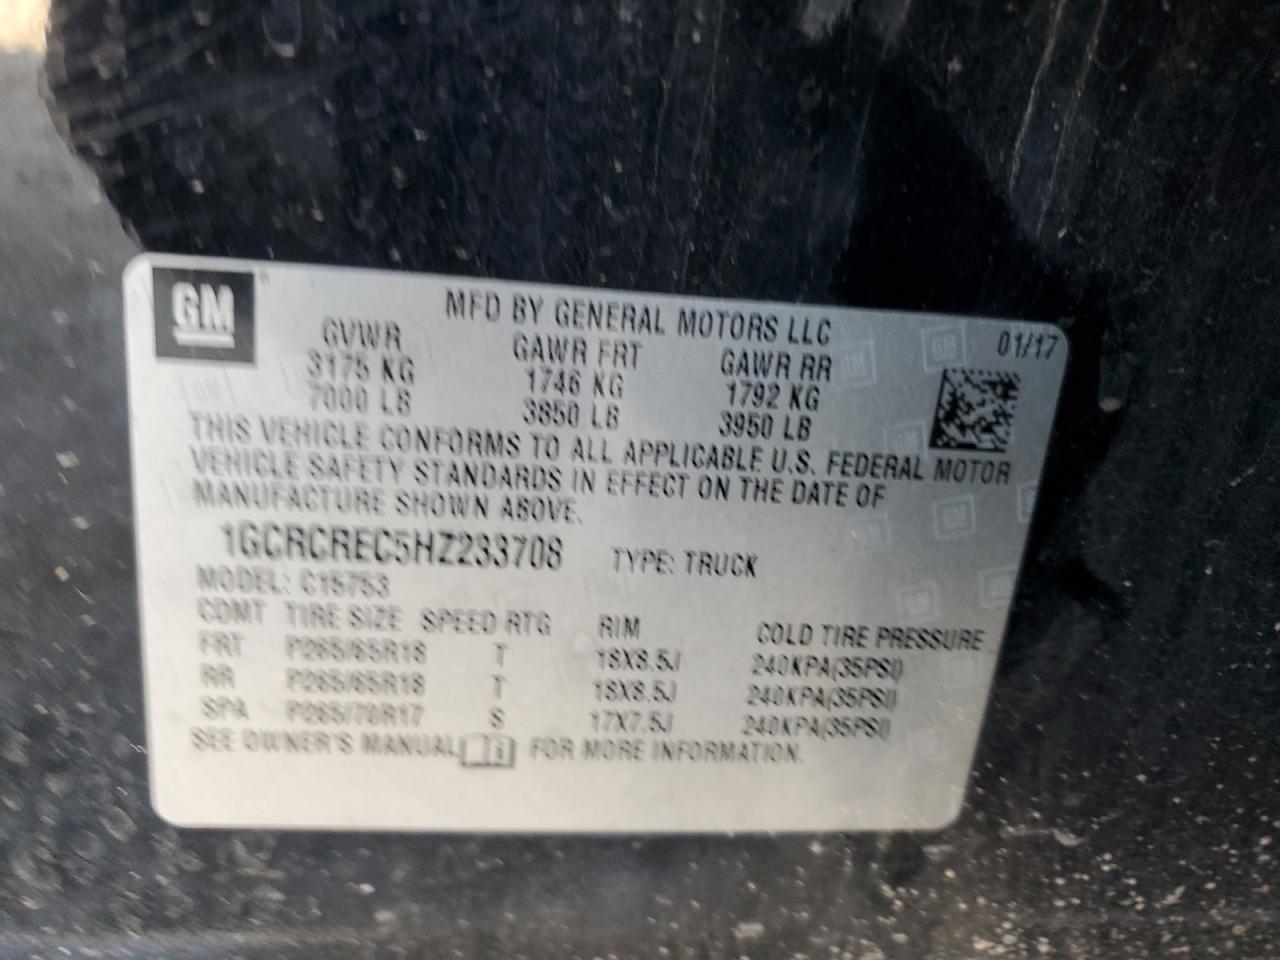 GM
MFD BY GENERAL MOTORS LLC
01/17
GVWR GAWR FRT GAWR RR
3175 KG 1746 KG 1792 KG
7000 LB 3850 LB 3950 LB
THIS VEHICLE CONFORMS TO ALL APPLICABLE U.S. FEDERAL MOTOR
VEHICLE SAFETY STANDARDS IN EFFECT ON THE DATE OF
MANUFACTURE SHOWN ABOVE.
1GCRCREC5HZ233708 TYPE: TRUCK
MODEL: C15753
CDMT TIRE SIZE SPEED RTG RIM COLD TIRE PRESSURE
FRT P265/65R18 T 18X8.5J 240KPA(35PSI)
RR P265/65R18 T 18X8.5J 240KPA(35PSI)
SPA P265/70R17 S 17X7.5J 240KPA(35PSI)
SEE OWNER'S MANUAL FOR MORE INFORMATION.